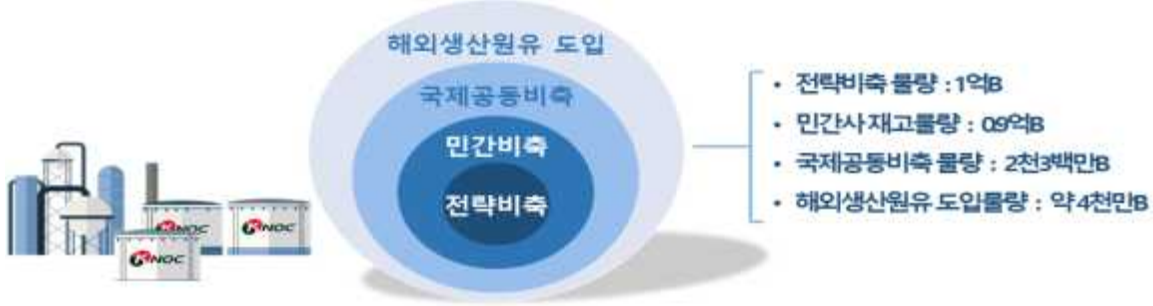 해외생산원유 도입
국제공동비축
민간비축
전략비축
KNOC
KNOC
KNOC
• 전략비축 물량 : 1억B
• 민간사 재고물량 : 0.9억B
• 국제공동비축 물량 : 2천3백만B
• 해외생산원유 도입물량 : 약 4천만B